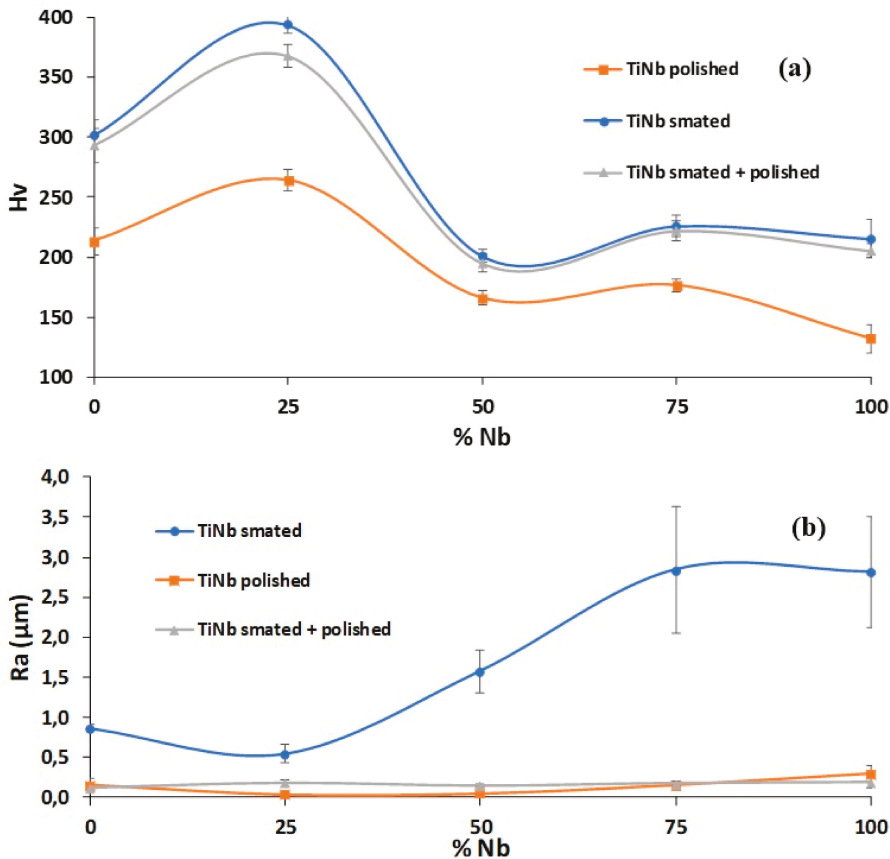 400
350
300
250
200
150
100
Hv
0 25 50 75 100
% Nb
TiNb polished
TiNb smated
TiNb smated + polished
(a)
4,0
3,5
3,0
2,5
2,0
1,5
1,0
0,5
0,0
Ra (μm)
0 25 50 75 100
% Nb
TiNb smated
TiNb polished
TiNb smated + polished
(b)